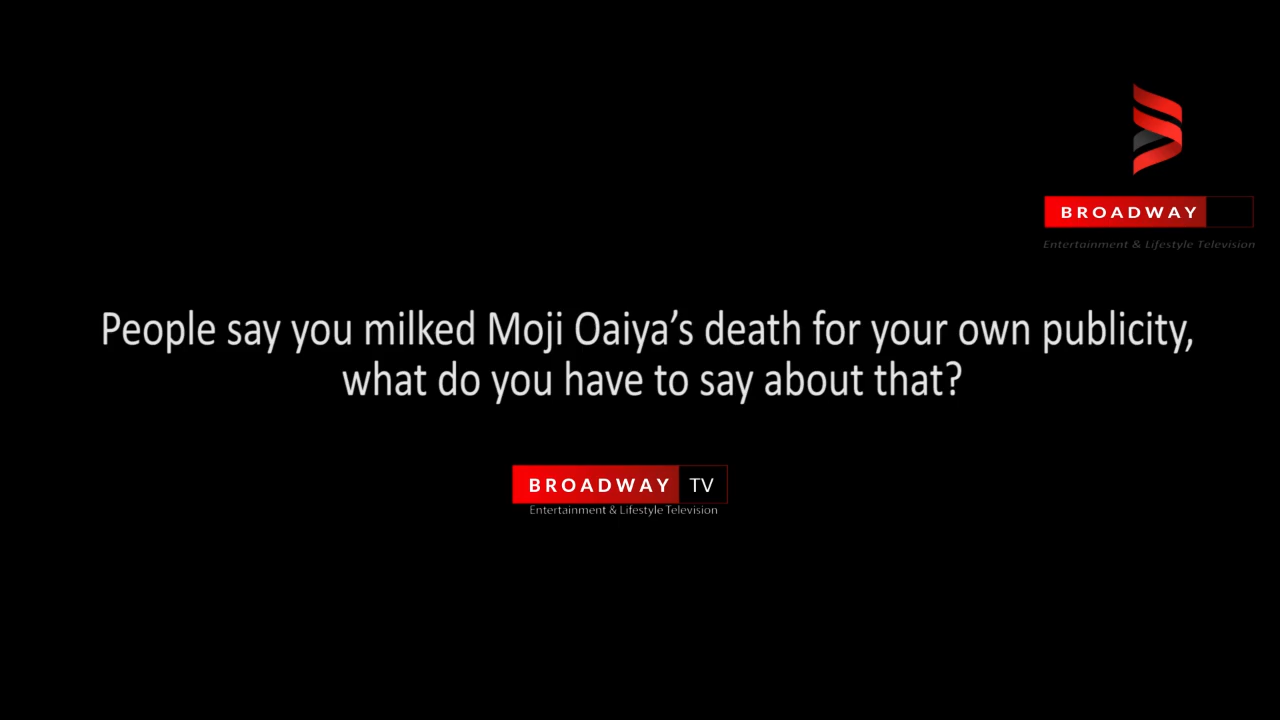 BROADWAY
Entertainment & Lifestyle Television
People say you milked Moji Oaiya’s death for your own publicity,
what do you have to say about that?
BROADWAY TV
Entertainment & Lifestyle Television